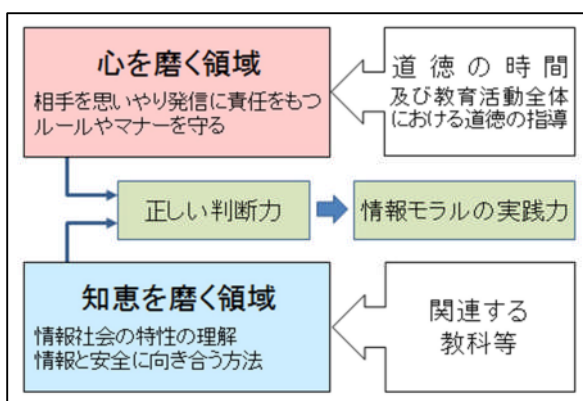 心を磨く領域
相手を思いやり発信に責任をもつ
ルールやマナーを守る
道徳の時間
及び教育活動全体
における道徳の指導
正しい判断力
情報モラルの実践力
知恵を磨く領域
情報社会の特性の理解
情報と安全に向き合う方法
関連する
教科等